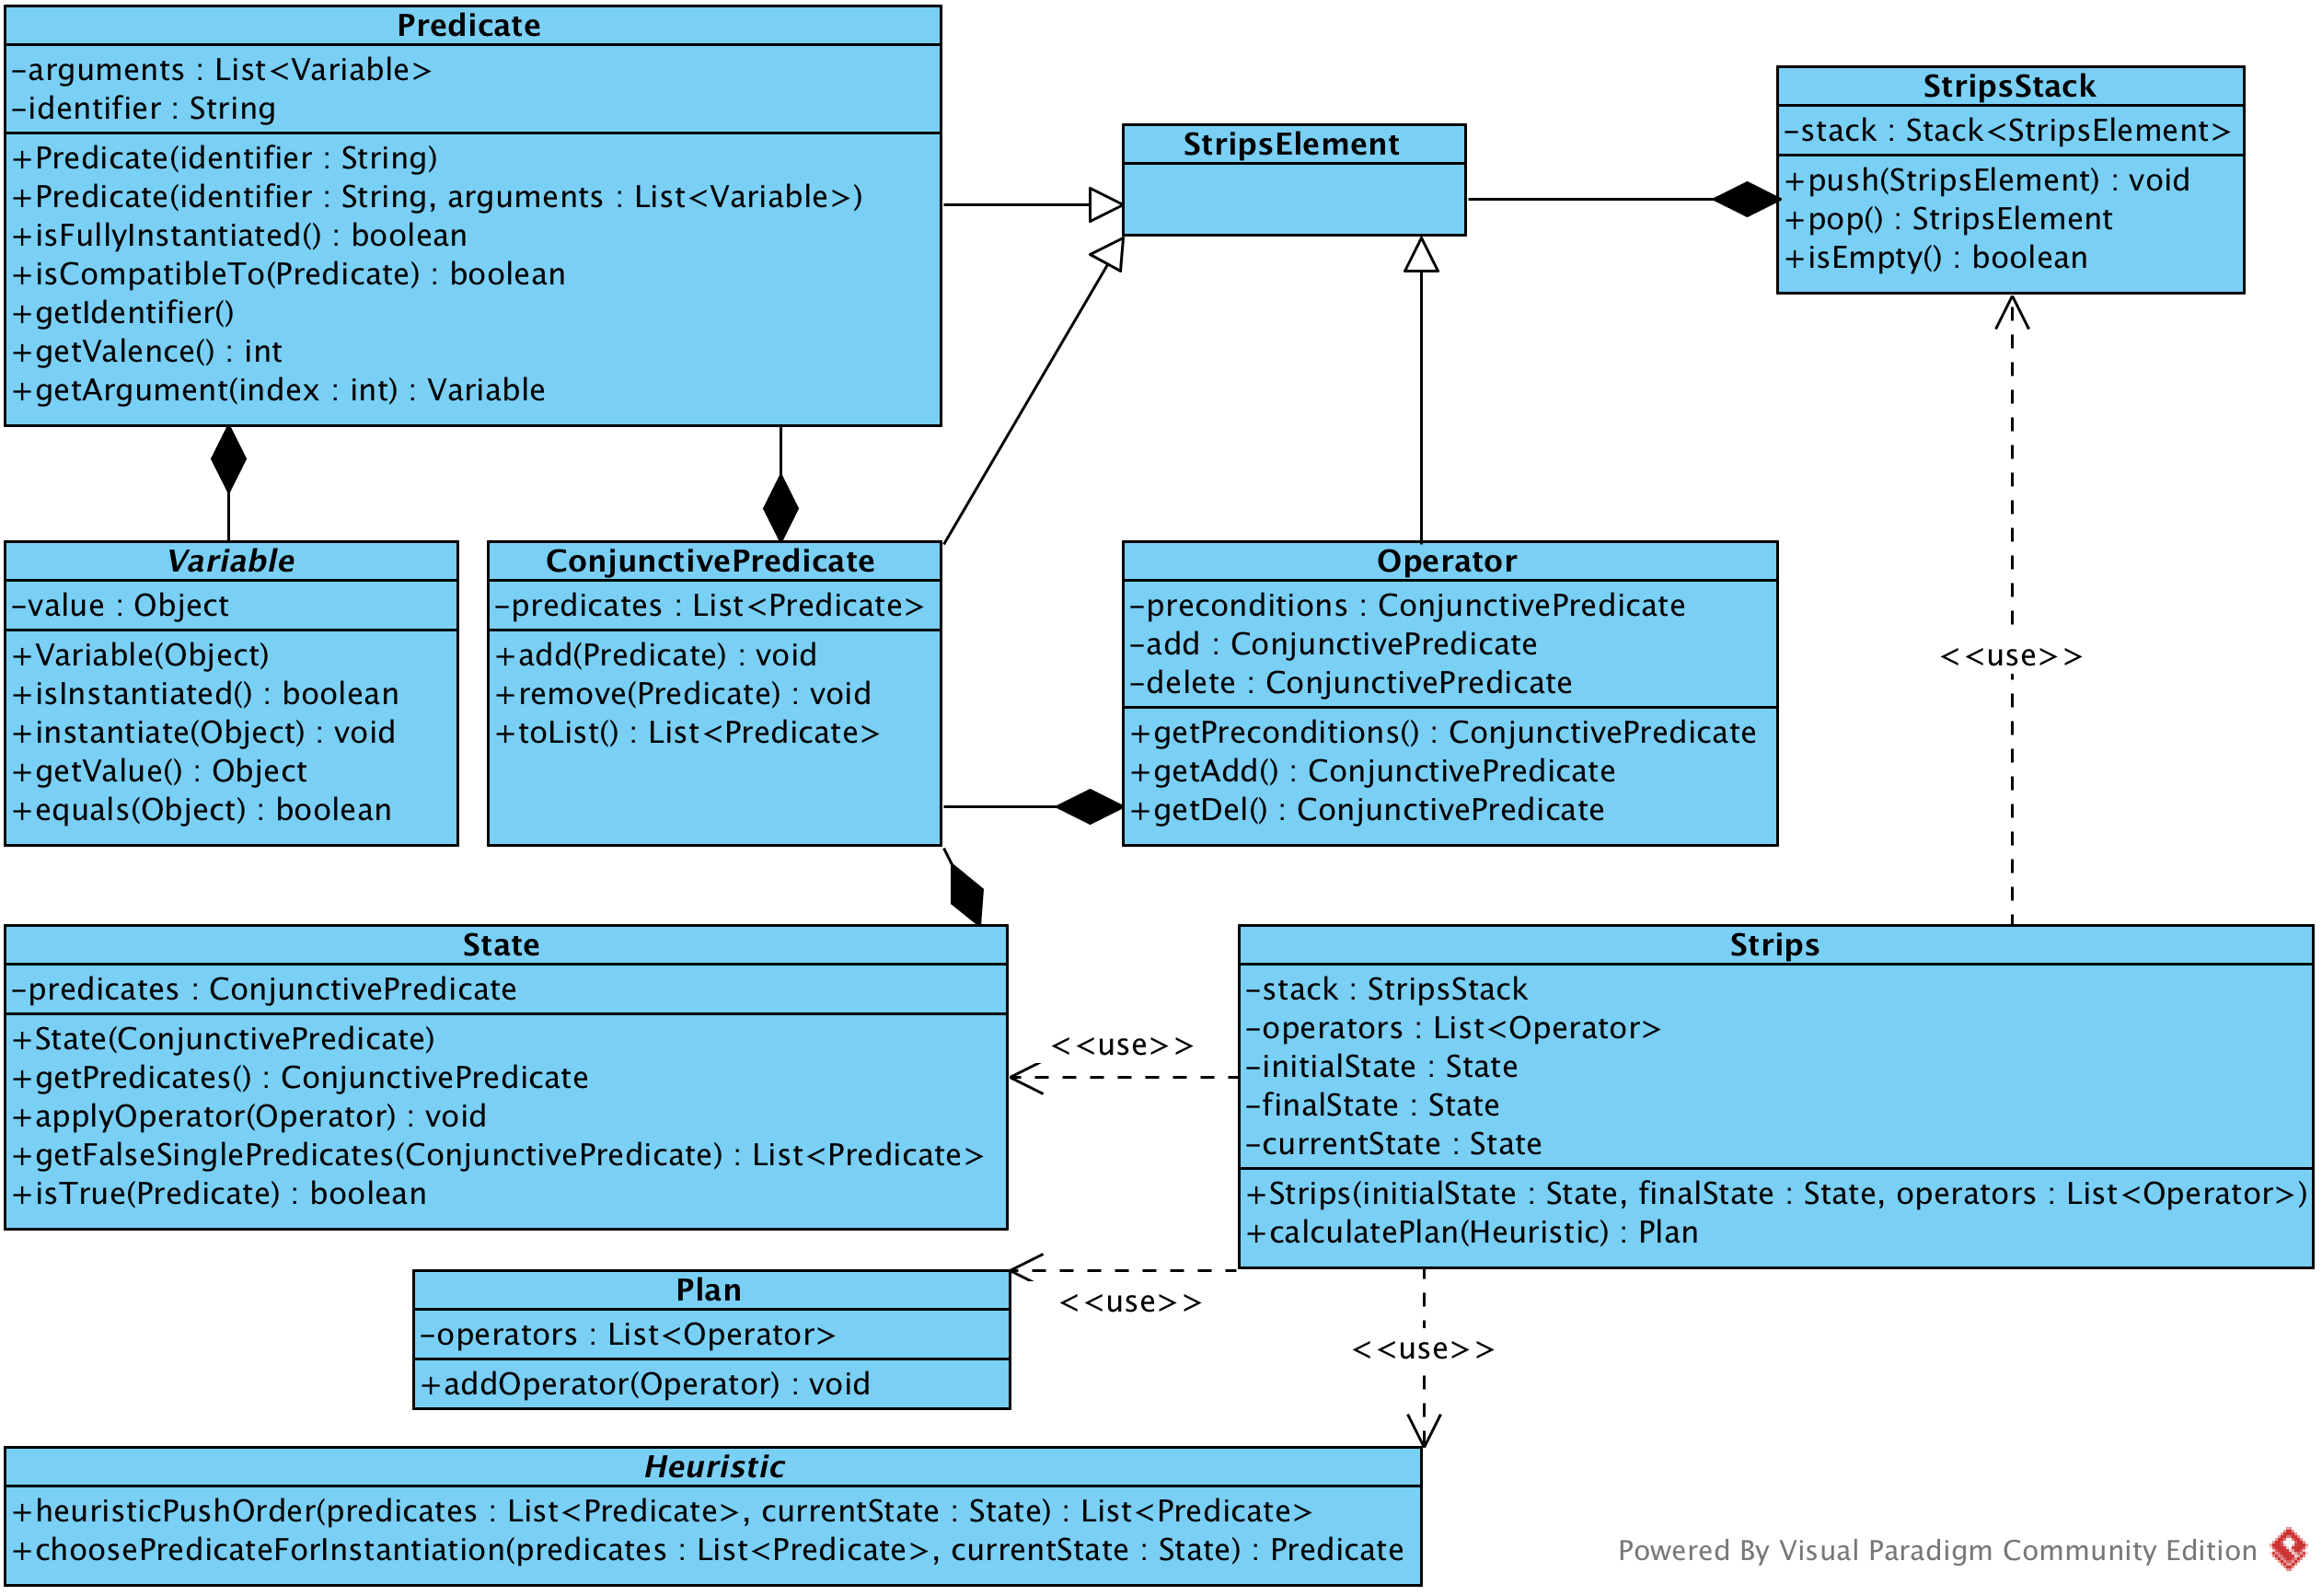 Predicate
-arguments : List<Variable>
-identifier : String
+Predicate(identifier : String)
+Predicate(identifier : String, arguments : List<Variable>)
+isFullyInstantiated() : boolean
+isCompatibleTo(Predicate) : boolean
+getIdentifier()
+getValence() : int
+getArgument(index : int) : Variable
StripsElement
StripsStack
-stack : Stack<StripsElement>
+push(StripsElement) : void
+pop() : StripsElement
+isEmpty() : boolean
Variable
-value : Object
+Variable(Object)
+isInstantiated() : boolean
+instantiate(Object) : void
+getValue() : Object
+equals(Object) : boolean
ConjunctivePredicate
-predicates : List<Predicate>
+add(Predicate) : void
+remove(Predicate) : void
+toList() : List<Predicate>
Operator
-preconditions : ConjunctivePredicate
-add : ConjunctivePredicate
-delete : ConjunctivePredicate
+getPreconditions() : ConjunctivePredicate
+getAdd() : ConjunctivePredicate
+getDel() : ConjunctivePredicate
<<use>>
State
-predicates : ConjunctivePredicate
+State(ConjunctivePredicate)
+getPredicates() : ConjunctivePredicate
+applyOperator(Operator) : void
+getFalseSinglePredicates(ConjunctivePredicate) : List<Predicate>
+isTrue(Predicate) : boolean
<<use>>
Strips
-stack : StripsStack
-operators : List<Operator>
-initialState : State
-finalState : State
-currentState : State
+Strips(initialState : State, finalState : State, operators : List<Operator>)
+calculatePlan(Heuristic) : Plan
Plan
-operators : List<Operator>
+addOperator(Operator) : void
<<use>>
<<use>>
Heuristic
+heuristicPushOrder(predicates : List<Predicate>, currentState : State) : List<Predicate>
+choosePredicateForInstantiation(predicates : List<Predicate>, currentState : State) : Predicate
Powered By Visual Paradigm Community Edition